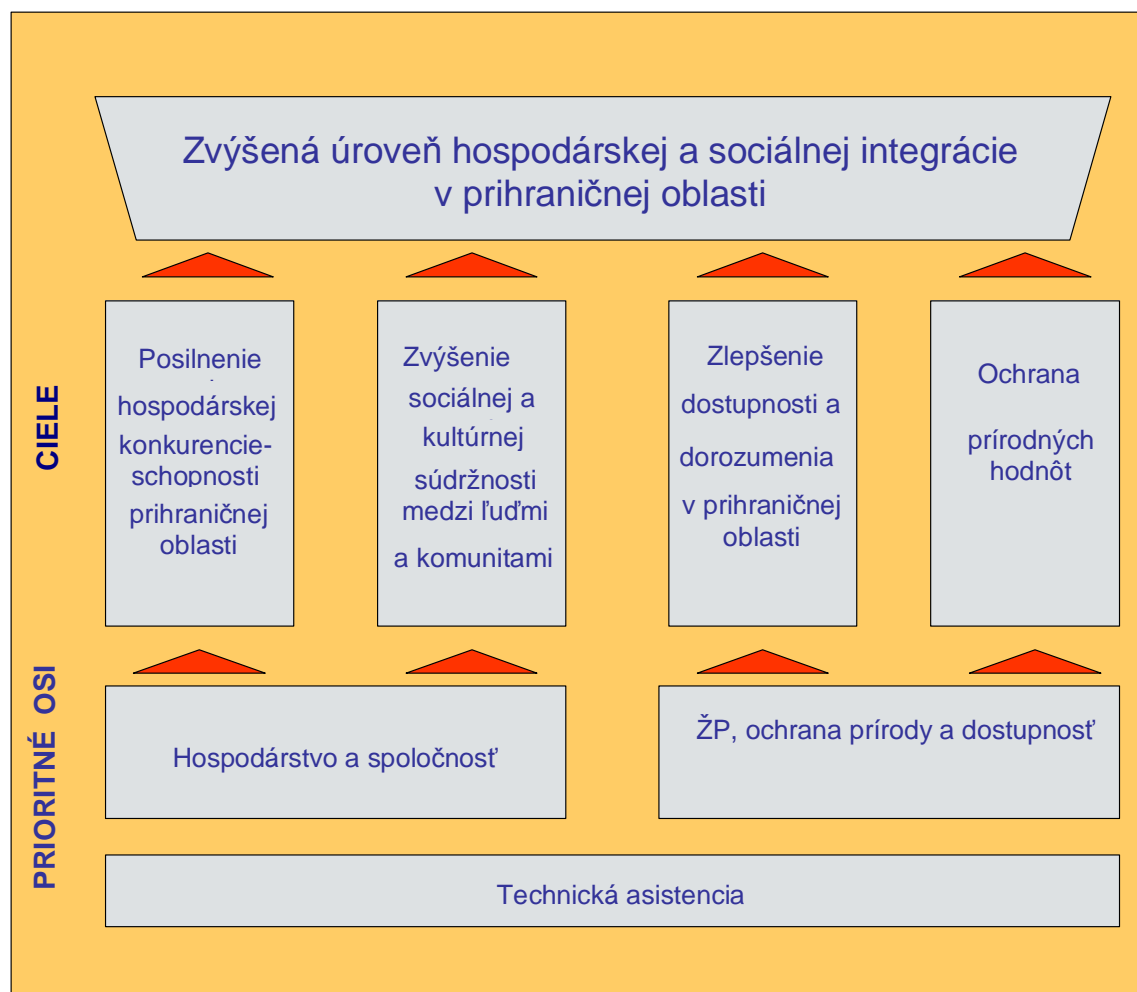 Zvýšená úroveň hospodárskej a sociálnej integrácie
v prihraničnej oblasti
CIELE
Posilnenie
hospodárskej
konkurencie-
schopnosti
prihraničnej
oblasti
Zvýšenie
sociálnej a
kultúrnej
súdržnosti
medzi ľuďmi
a komunitami
Zlepšenie
dostupnosti a
dorozumenia
v prihraničnej
oblasti
Ochrana
prírodných
hodnôt
PRIORITNÉ OSI
Hospodárstvo a spoločnosť
ŽP, ochrana prírody a dostupnosť
Technická asistencia